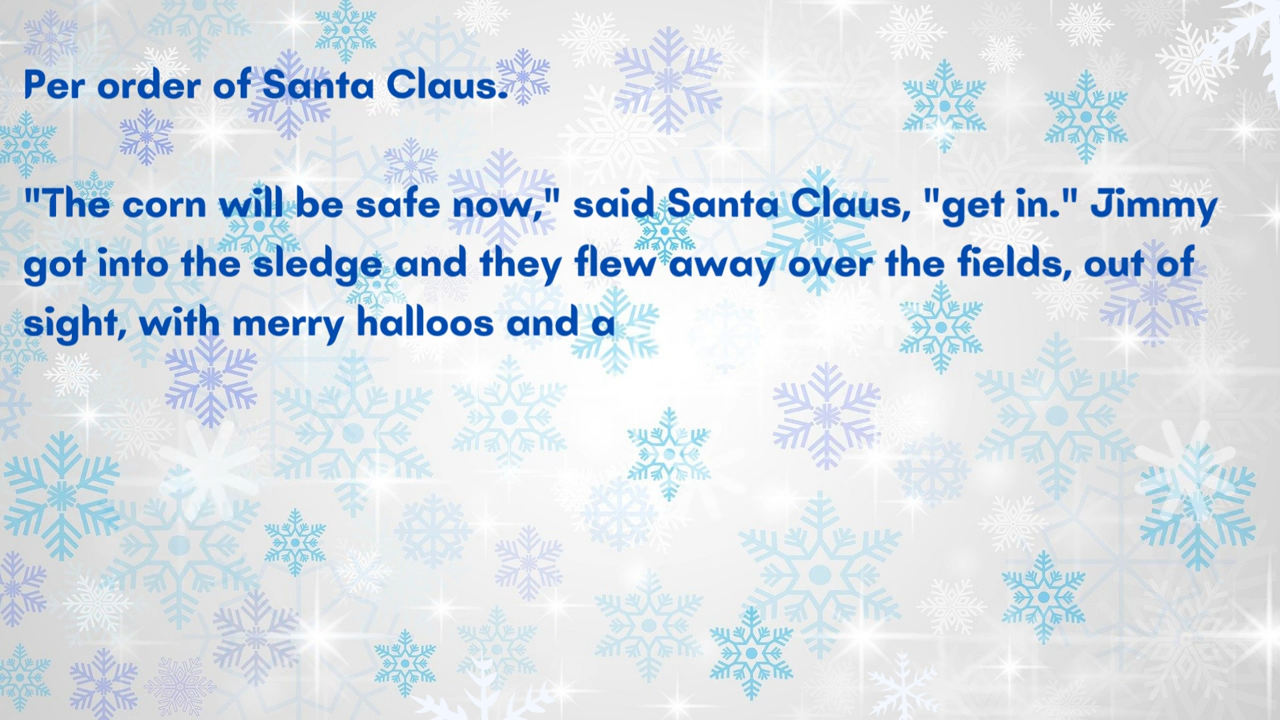 Per order of Santa Claus.
"The corn will be safe now," said Santa Claus, "get in." Jimmy
got into the sledge and they flew away over the fields, out of
sight, with merry halloos and a